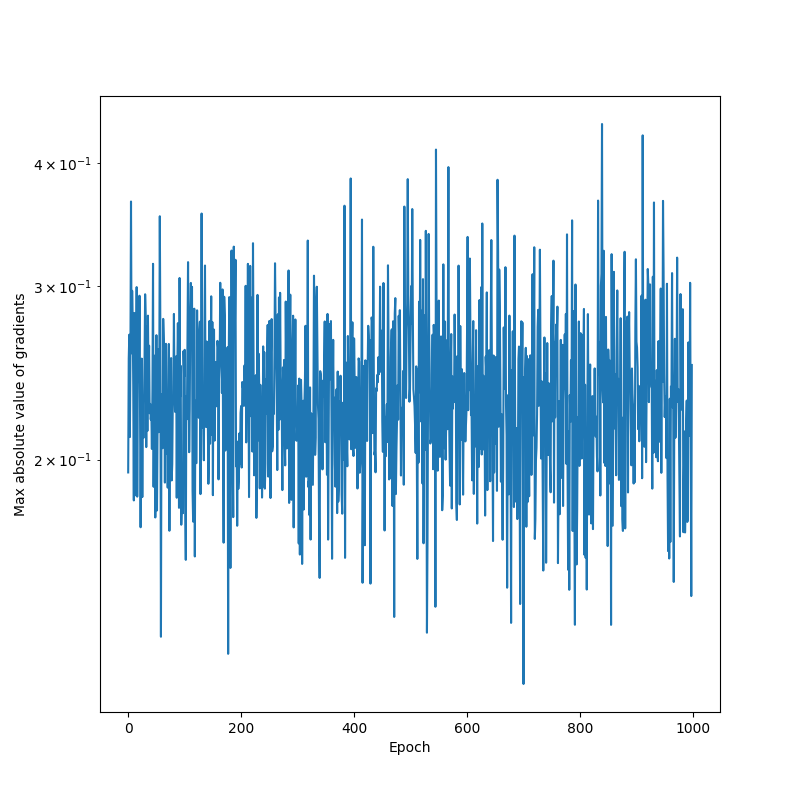 Max absolute value of gradients
4 × 10⁻¹
3 × 10⁻¹
2 × 10⁻¹
0 200 400 600 800 1000
Epoch